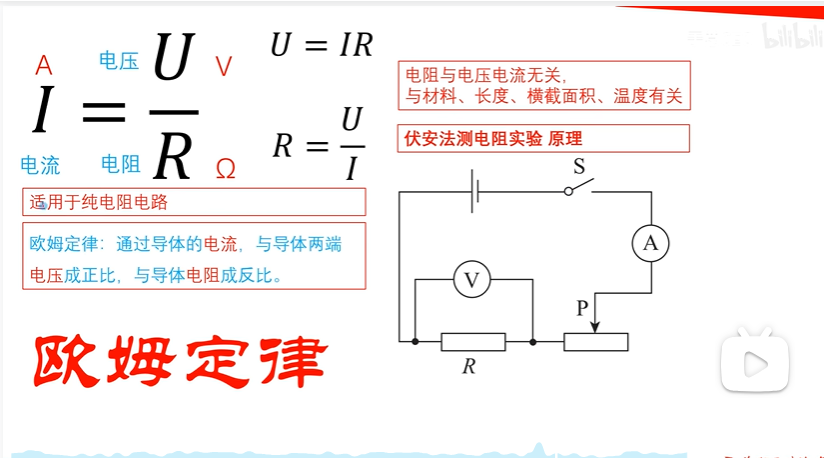 A
电压
U
V
I = U/R
电流
电阻
Ω
U = IR
R = U/I
适用于纯电阻电路
欧姆定律：通过导体的电流，与导体两端
电压成正比，与导体电阻成反比。
欧姆定律
电阻与电压电流无关，
与材料、长度、横截面积、温度有关
伏安法测电阻实验 原理
S
A
V
P
R
bilibili